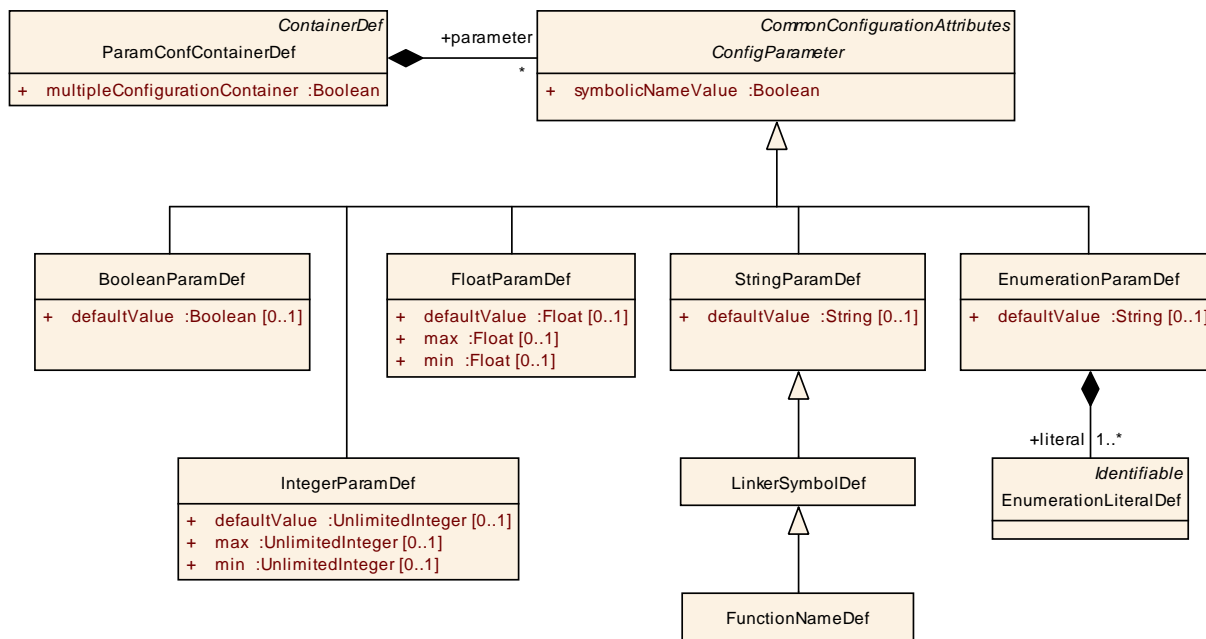 ContainerDef
ParamConfContainerDef
+ multipleConfigurationContainer :Boolean
+parameter
*
CommonConfigurationAttributes
ConfigParameter
+ symbolicNameValue :Boolean
BooleanParamDef
+ defaultValue :Boolean [0..1]
FloatParamDef
+ defaultValue :Float [0..1]
+ max :Float [0..1]
+ min :Float [0..1]
StringParamDef
+ defaultValue :String [0..1]
EnumerationParamDef
+ defaultValue :String [0..1]
+literal 1..*
IntegerParamDef
+ defaultValue :UnlimitedInteger [0..1]
+ max :UnlimitedInteger [0..1]
+ min :UnlimitedInteger [0..1]
LinkerSymbolDef
Identifiable
EnumerationLiteralDef
FunctionNameDef